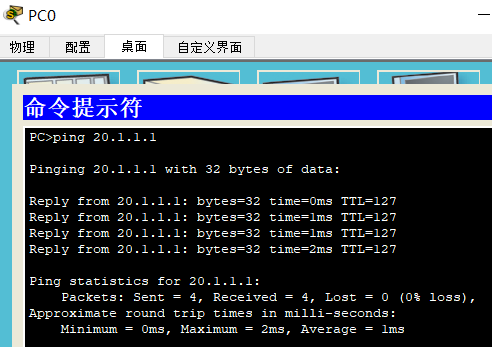 PC0
物理 配置 桌面 自定义界面
命令提示符
PC>ping 20.1.1.1
Pinging 20.1.1.1 with 32 bytes of data:
Reply from 20.1.1.1: bytes=32 time=0ms TTL=127
Reply from 20.1.1.1: bytes=32 time=1ms TTL=127
Reply from 20.1.1.1: bytes=32 time=1ms TTL=127
Reply from 20.1.1.1: bytes=32 time=2ms TTL=127
Ping statistics for 20.1.1.1:
Packets: Sent = 4, Received = 4, Lost = 0 (0% loss),
Approximate round trip times in milli-seconds:
Minimum = 0ms, Maximum = 2ms, Average = 1ms